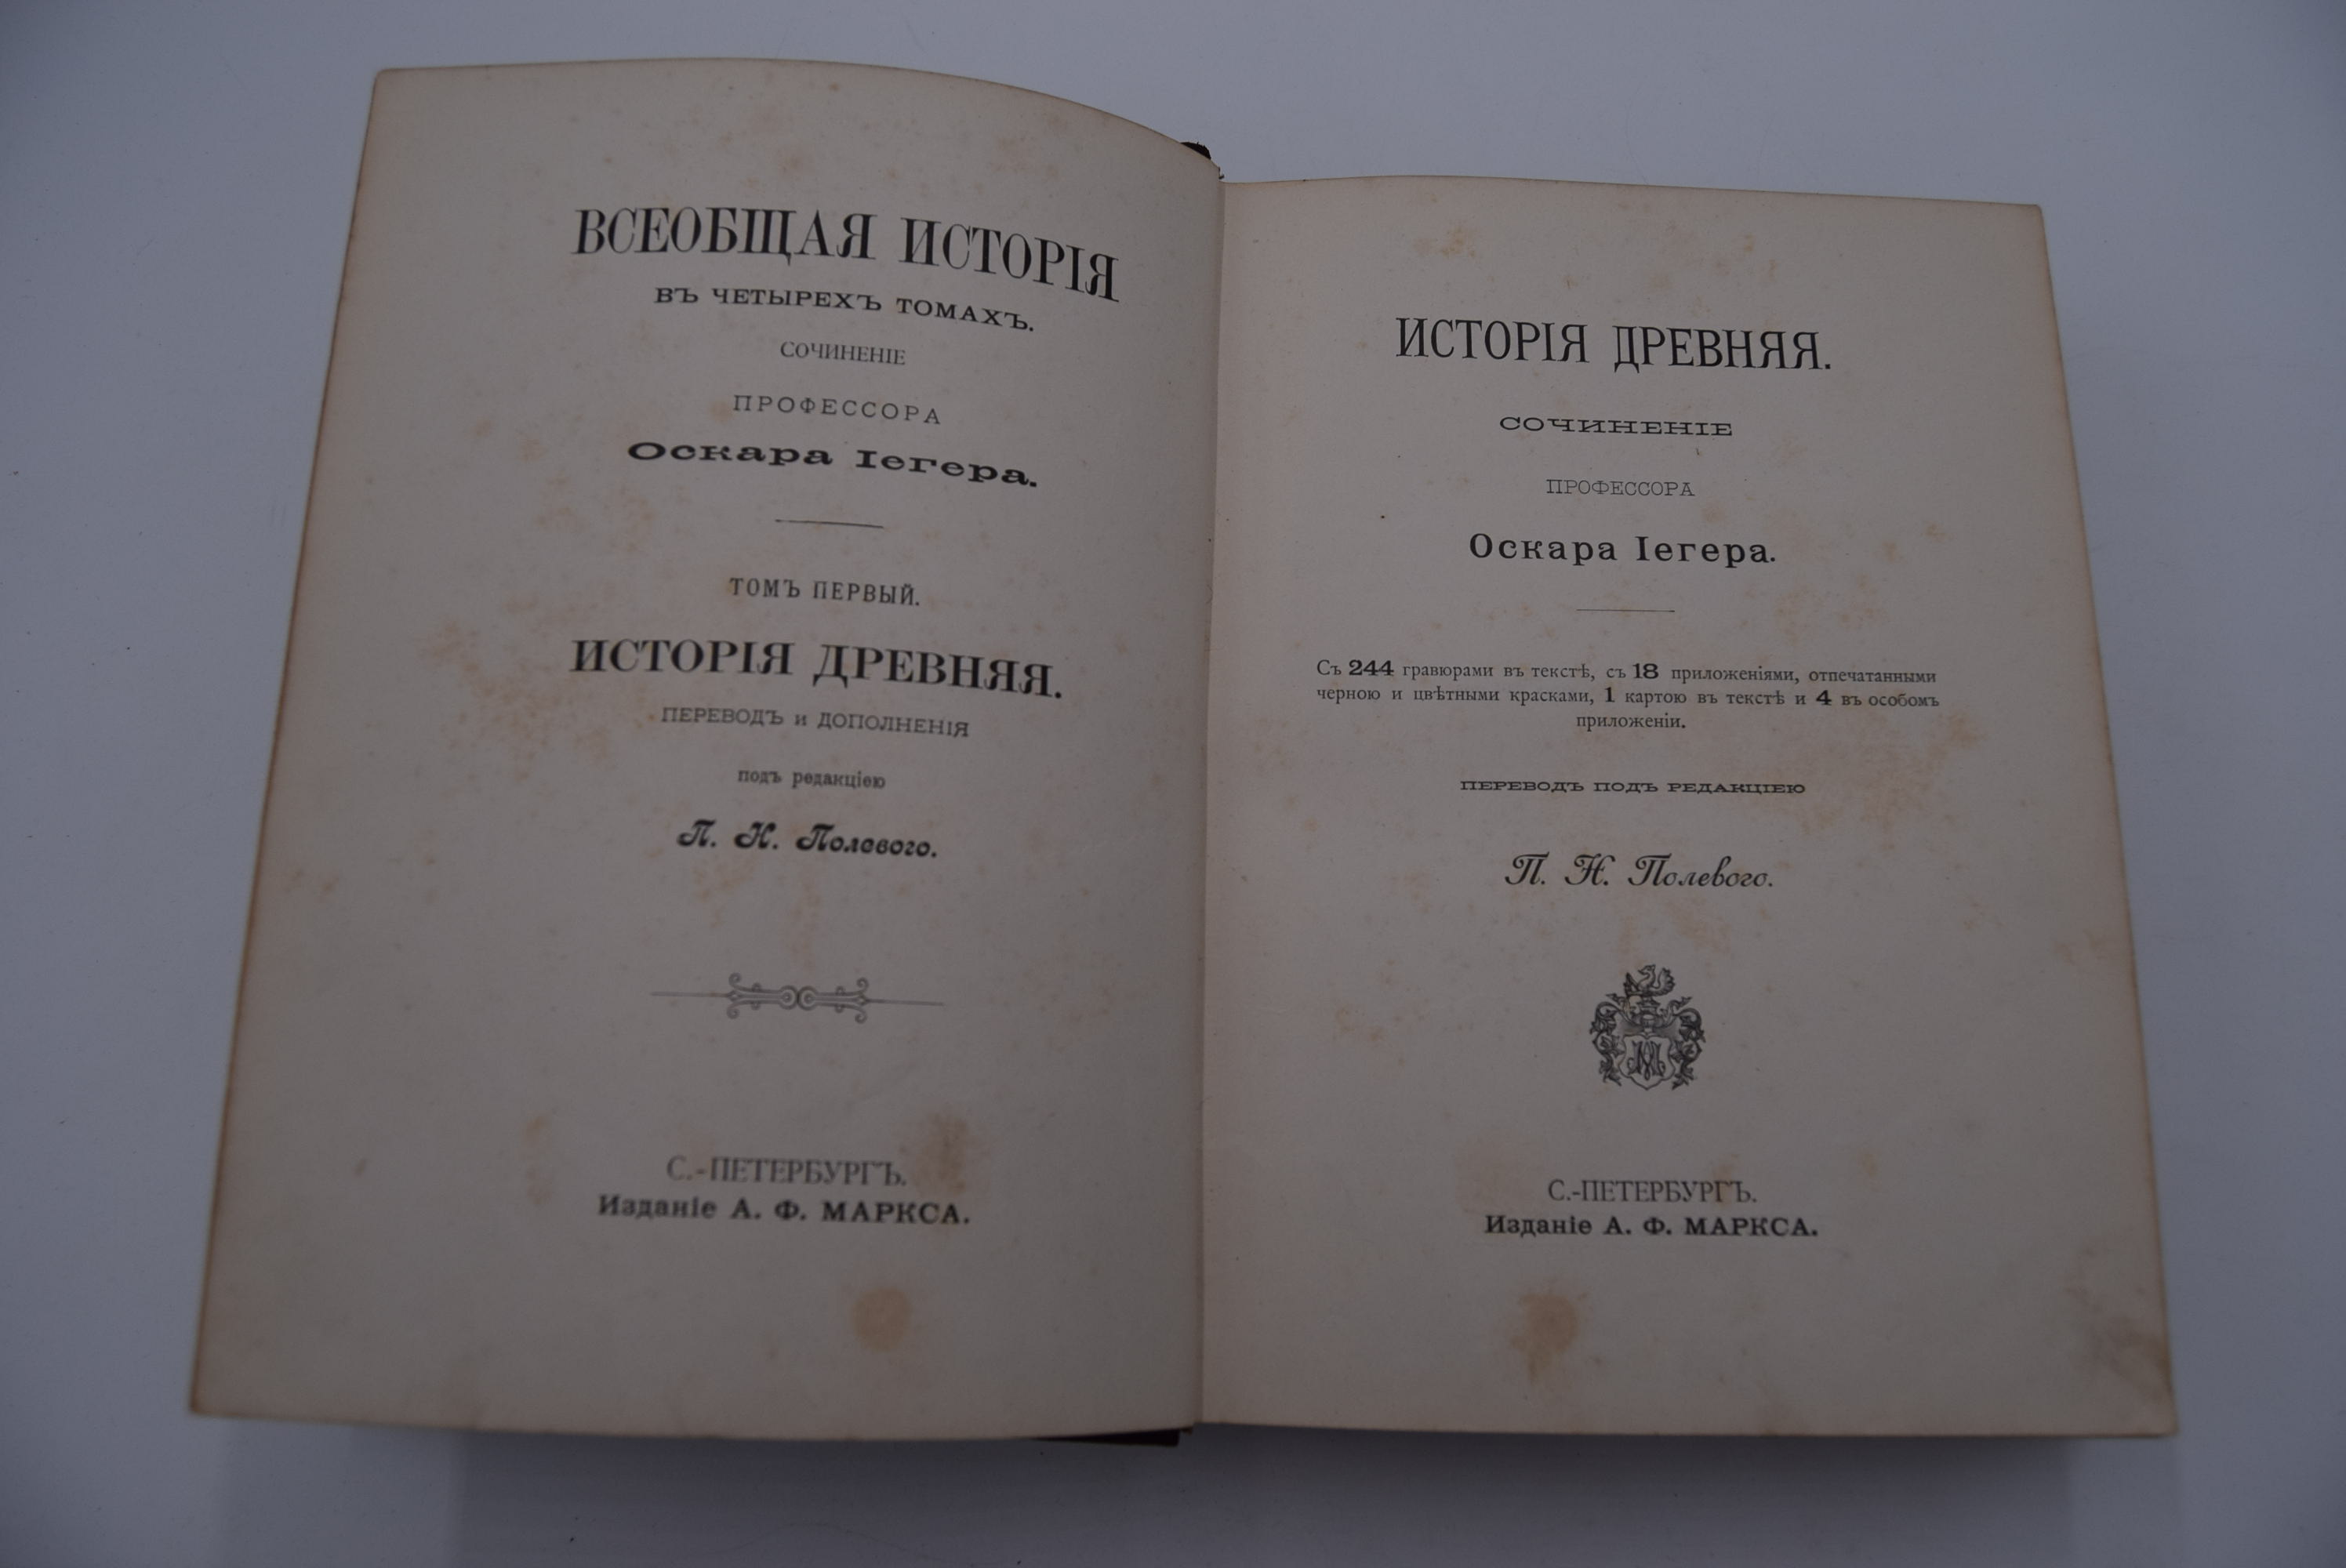 ВСЕОБЩАЯ ИСТОРІЯ
ВЪ ЧЕТЫРЕХЪ ТОМАХЪ.
СОЧИНЕНІЕ
ПРОФЕССОРА
Оскара Іегера.
ТОМЪ ПЕРВЫЙ.
ИСТОРІЯ ДРЕВНЯЯ.
ПЕРЕВОДЪ и ДОПОЛНЕНІЯ
подъ редакціею
П. Н. Полевого.
С.-ПЕТЕРБУРГЪ.
Изданіе А. Ф. МАРКСА.
ИСТОРІЯ ДРЕВНЯЯ.
СОЧИНЕНІЕ
ПРОФЕССОРА
Оскара Іегера.
Съ 244 гравюрами въ текстѣ, съ 18 приложеніями, отпечатанными
черною и цвѣтными красками, 1 картою въ текстѣ и 4 въ особомъ
приложеніи.
ПЕРЕВОДЪ ПОДЪ РЕДАКЦІЕЮ
П. Н. Полевого.
С.-ПЕТЕРБУРГЪ.
Изданіе А. Ф. МАРКСА.